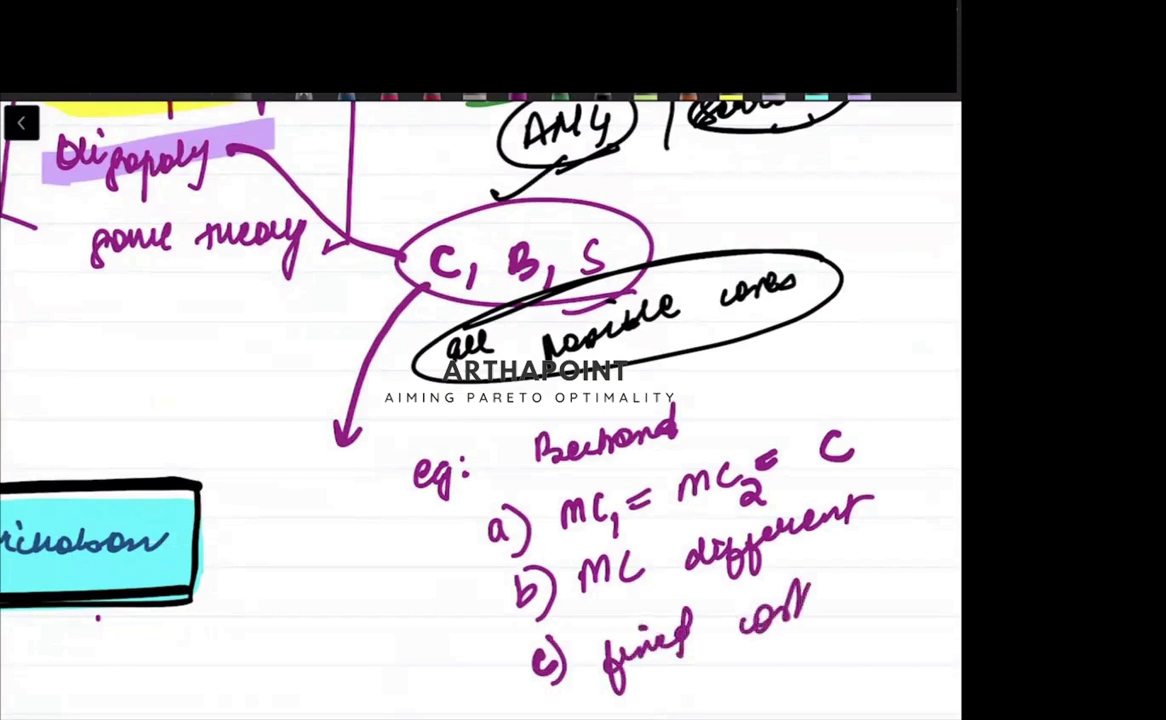 AMY
Oligopoly
game theory
C, B, S
all possible cases
ARTHAPOINT
AIMING PARETO OPTIMALITY
eg: Bertrand
a) MC1 = MC2 = C
b) MC different
c) fixed cost
richolson